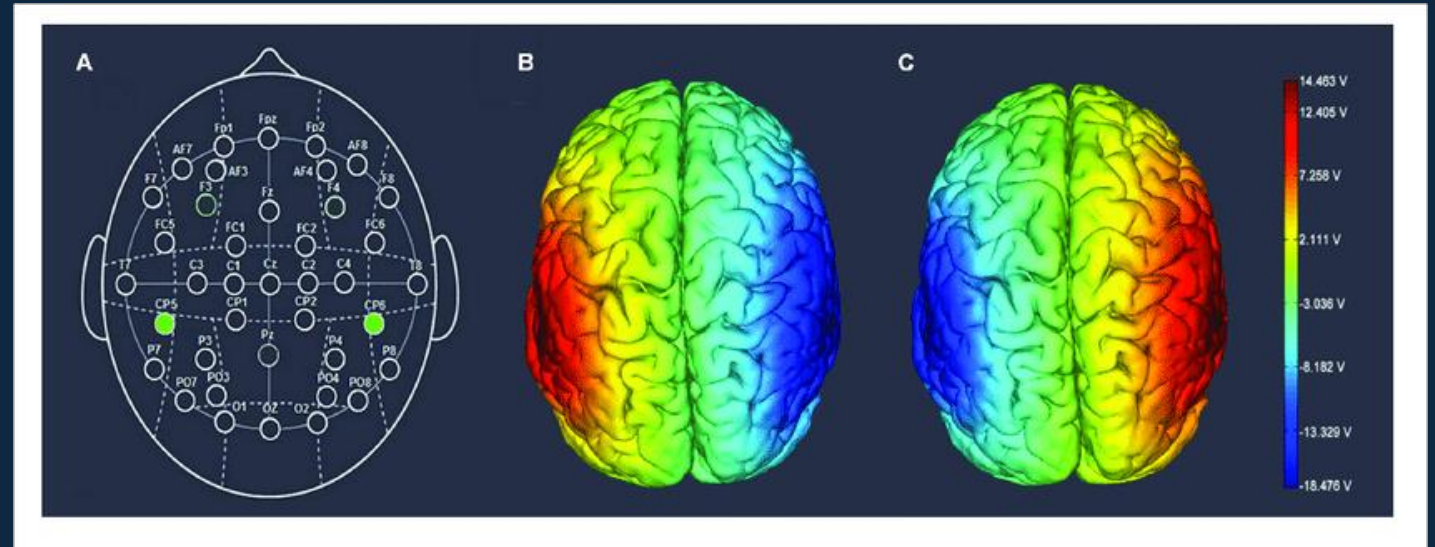 A
B
C
Fpz
Fp1
Fp2
AF7
AF8
AF3
AF4
F7
F3
Fz
F4
F8
FC5
FC1
FC2
FC6
T7
C3
C1
Cz
C2
C4
T8
CP5
CP1
CP2
CP6
Pz
P7
P3
P4
P8
PO7
PO3
PO4
PO8
O1
Oz
O2
14.463 V
12.405 V
7.258 V
2.111 V
-3.036 V
-8.182 V
-13.329 V
-18.476 V